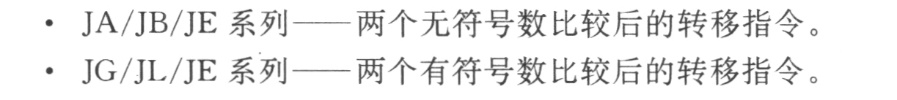 · JA/JB/JE 系列——两个无符号数比较后的转移指令。
· JG/JL/JE 系列——两个有符号数比较后的转移指令。